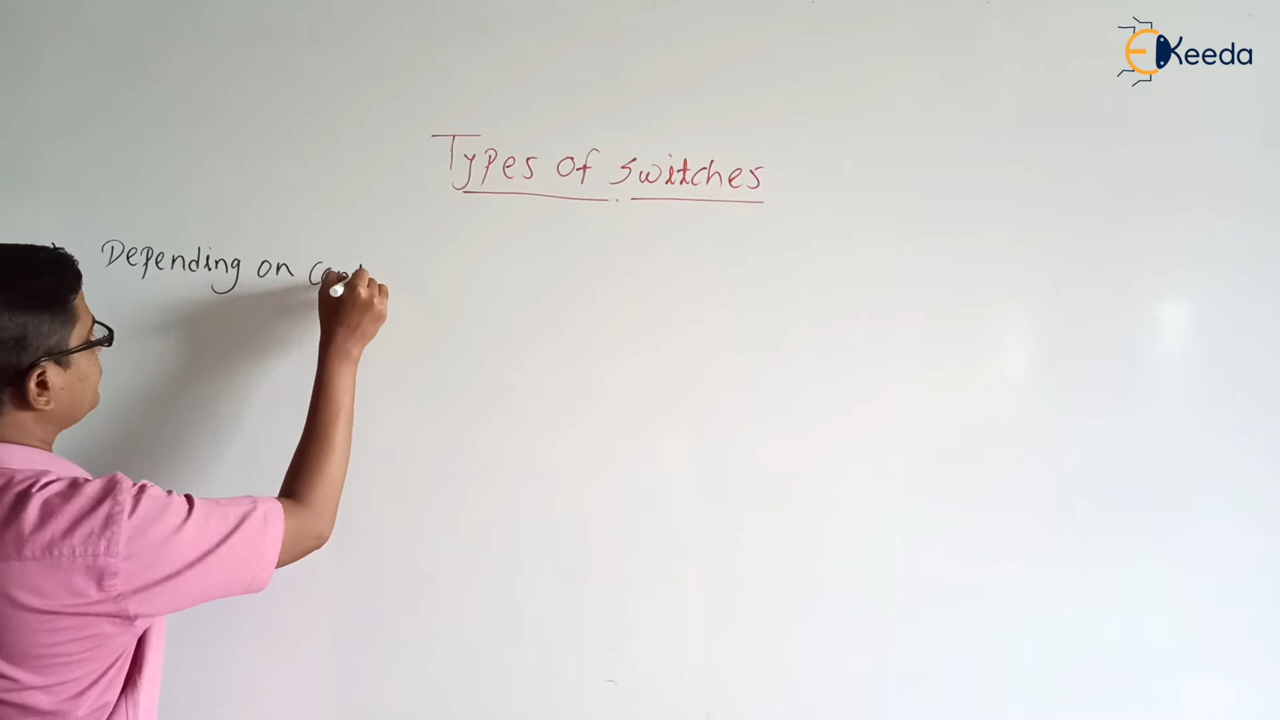 Keeda
Types of switches
Depending on